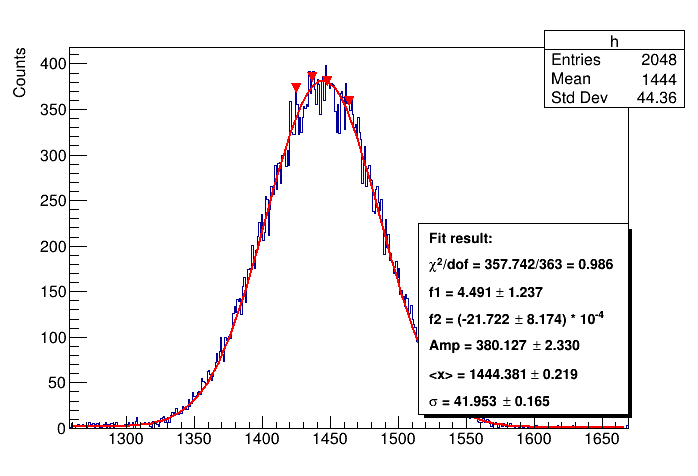 h
Entries 2048
Mean 1444
Std Dev 44.36
Counts
400
350
300
250
200
150
100
50
0
1300 1350 1400 1450 1500 1550 1600 1650
Fit result:
χ²/dof = 357.742/363 = 0.986
f1 = 4.491 ± 1.237
f2 = (-21.722 ± 8.174) * 10⁻⁴
Amp = 380.127 ± 2.330
<x> = 1444.381 ± 0.219
σ = 41.953 ± 0.165